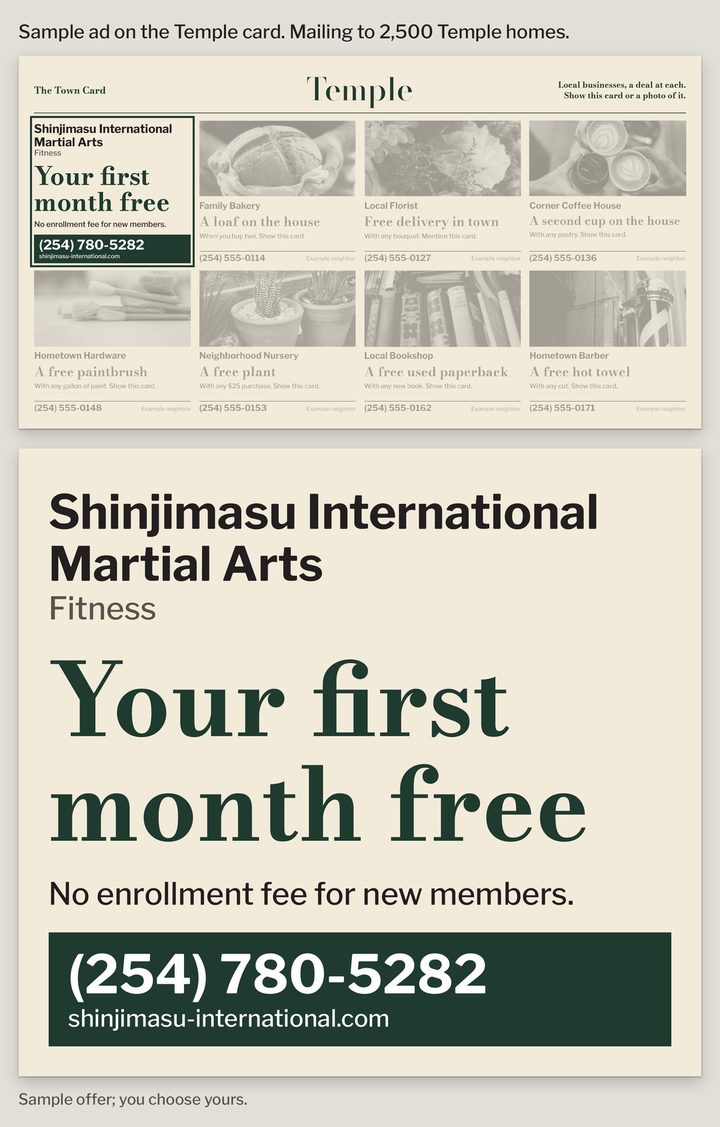 Sample ad on the Temple card. Mailing to 2,500 Temple homes.
The Town Card
Temple
Local businesses, a deal at each.
Show this card or a photo of it.
Shinjimasu International
Martial Arts
Fitness
Your first
month free
No enrollment fee for new members.
(254) 780-5282
shinjimasu-international.com
Family Bakery
A loaf on the house
When you buy two. Show this card.
(254) 555-0114
Example neighbor
Local Florist
Free delivery in town
With any bouquet. Mention this card.
(254) 555-0127
Example neighbor
Corner Coffee House
A second cup on the house
With any pastry. Show this card.
(254) 555-0136
Example neighbor
Hometown Hardware
A free paintbrush
With any gallon of paint. Show this card.
(254) 555-0148
Example neighbor
Neighborhood Nursery
A free plant
With any $25 purchase. Show this card.
(254) 555-0153
Example neighbor
Local Bookshop
A free used paperback
With any new book. Show this card.
(254) 555-0162
Example neighbor
Hometown Barber
A free hot towel
With any cut. Show this card.
(254) 555-0171
Example neighbor
Shinjimasu International
Martial Arts
Fitness
Your first
month free
No enrollment fee for new members.
(254) 780-5282
shinjimasu-international.com
Sample offer; you choose yours.